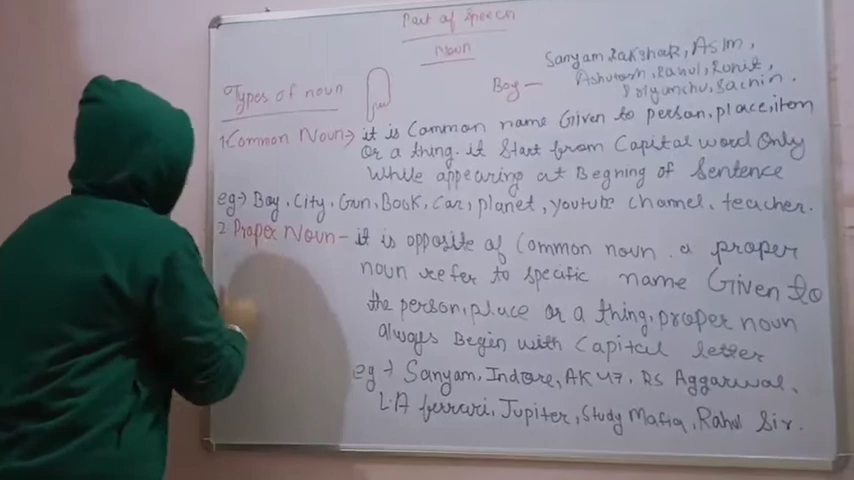 Part of Speech
Noun
Types of noun
Boy - Sanyam Rakshak, Asim,
Ashutosh, Rahul, Rohit,
Priyanchu, Sachin.
1 Common Noun → it is Common name Given to person, place, item
Or a thing. it Start from Capital word Only
While appearing at Begning of Sentence
eg → Boy, City, Gun, Book, Car, planet, youtube channel, teacher.
2 Proper Noun - it is opposite of Common noun. a proper
noun refer to specific name Given to
the person, place or a thing, proper noun
always Begin with Capital letter
eg → Sanyam, Indore, AK 47, RS Aggarwal,
L.A ferrari, Jupiter, Study Mafia, Rahul Sir.